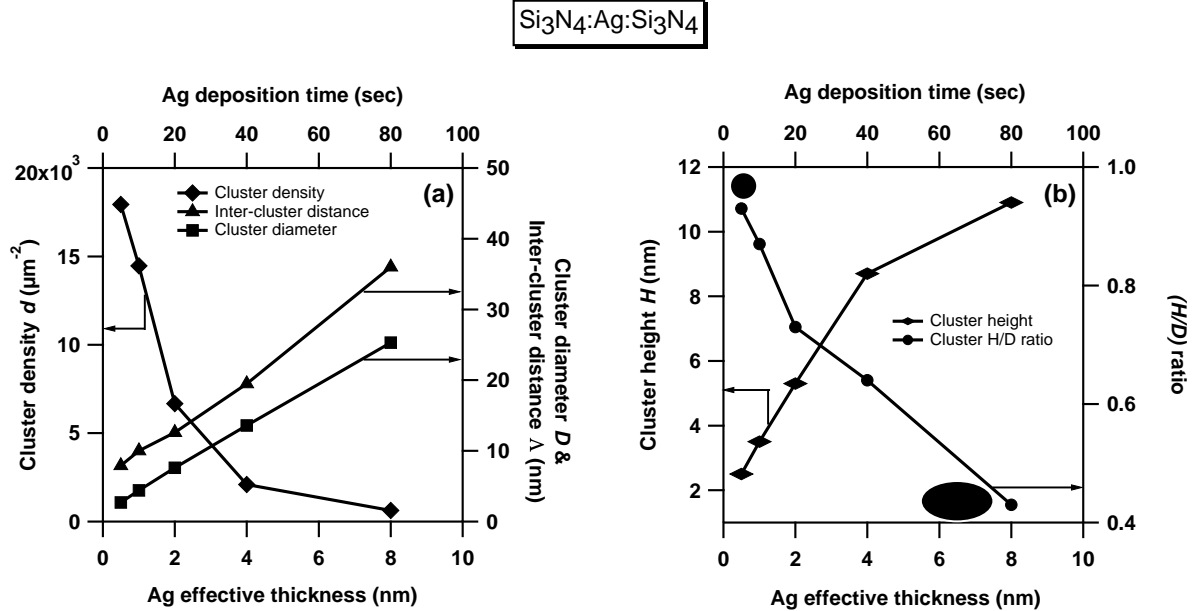 Si3N4:Ag:Si3N4
Ag deposition time (sec)
0 20 40 60 80 100
20x10³
15
10
5
0
Cluster density d (µm⁻²)
Cluster density
Inter-cluster distance
Cluster diameter
(a)
50
40
30
20
10
0
Cluster diameter D &
Inter-cluster distance Λ (nm)
0 2 4 6 8 10
Ag effective thickness (nm)
Ag deposition time (sec)
0 20 40 60 80 100
12
10
8
6
4
2
Cluster height H (nm)
(b)
Cluster height
Cluster H/D ratio
1.0
0.8
0.6
0.4
(H/D) ratio
0 2 4 6 8 10
Ag effective thickness (nm)